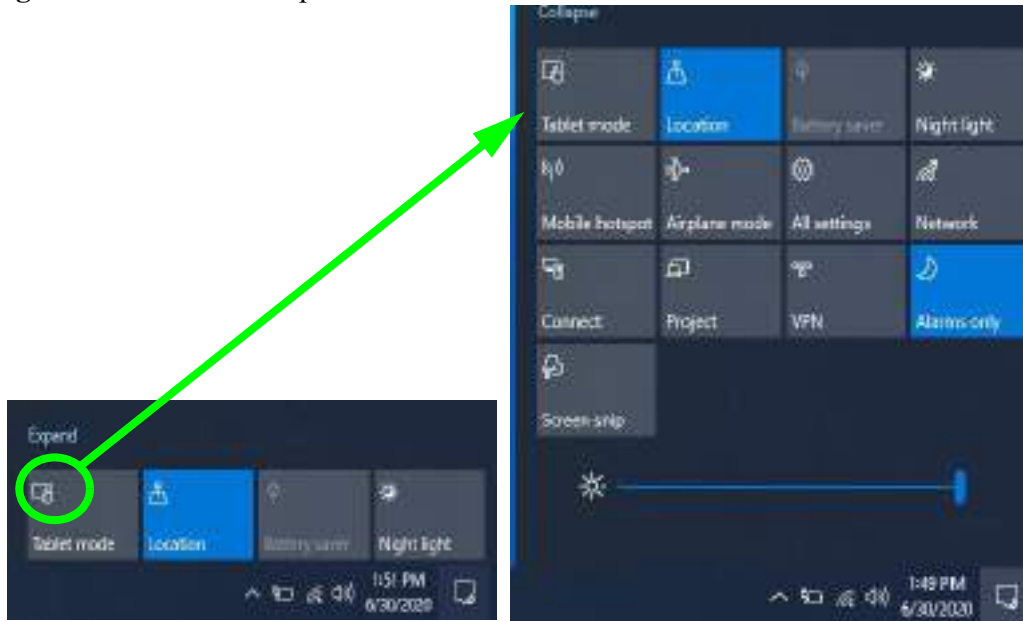 Expand
Tablet mode Location Battery saver Night light
1:51 PM
6/30/2020
Collapse
Tablet mode Location Battery saver Night light
Mobile hotspot Airplane mode All settings Network
Connect Project VPN Alarms only
Screen snip
1:49 PM
6/30/2020